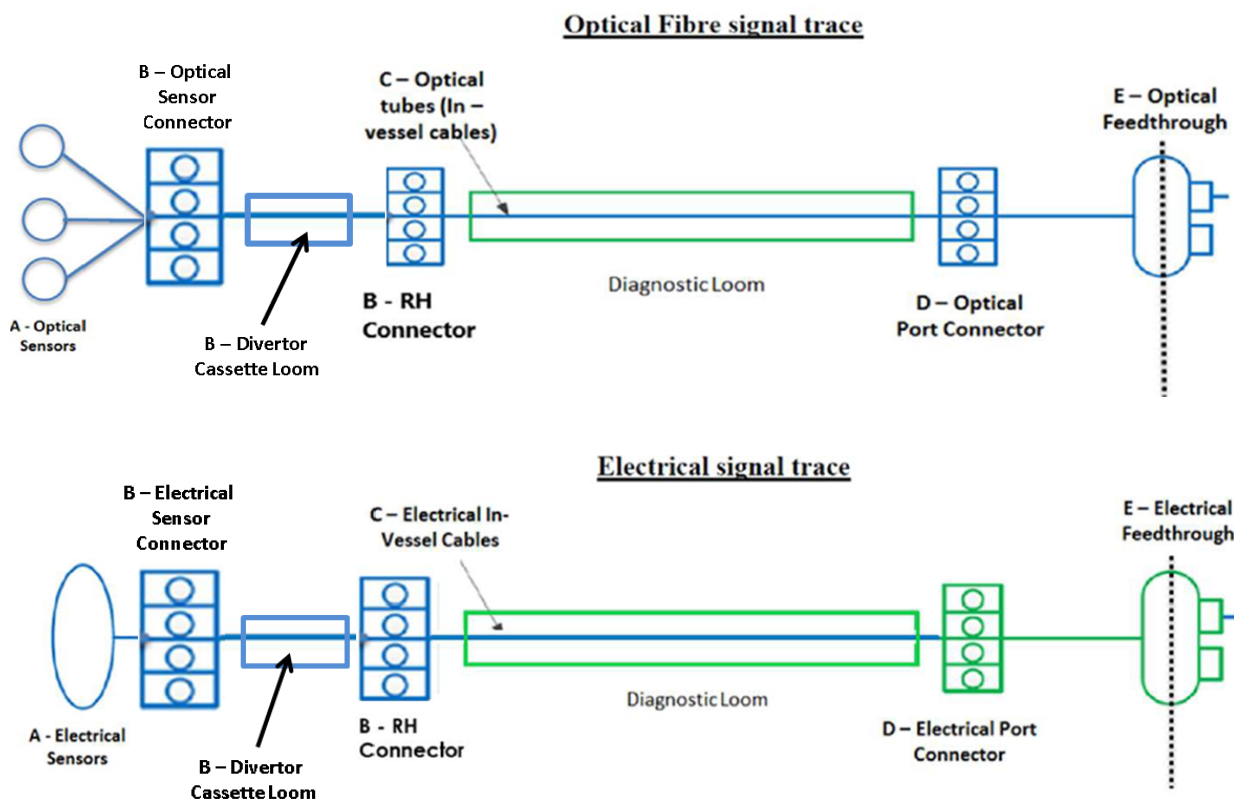 Optical Fibre signal trace
B – Optical
Sensor
Connector
C – Optical
tubes (In –
vessel cables)
E – Optical
Feedthrough
A - Optical
Sensors
B – Divertor
Cassette Loom
B - RH
Connector
Diagnostic Loom
D – Optical
Port Connector
Electrical signal trace
B – Electrical
Sensor
Connector
C – Electrical In-
Vessel Cables
E – Electrical
Feedthrough
A - Electrical
Sensors
B – Divertor
Cassette Loom
B - RH
Connector
Diagnostic Loom
D – Electrical Port
Connector